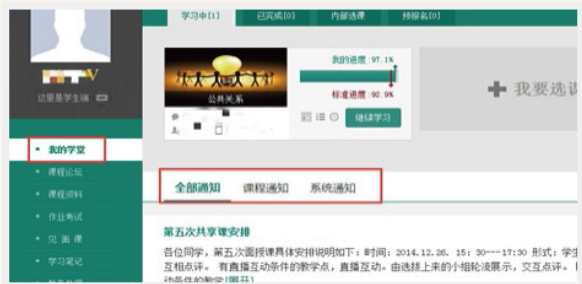 学习中[1] 已完成[0] 内部选课 预报名[0]
我的进度:97.1%
公共关系
标准进度:92.9%
继续学习
我要选课
V
这里是学生端
我的学堂
课程论坛
课程资料
作业考试
见面课
学习笔记
全部通知 课程通知 系统通知
第五次共享课安排
各位同学,第五次面授课具体安排说明如下:时间:2014.12.26. 15:30---17:30 形式:学生
互相点评。 有直播互动条件的教学点,直播互动。由选拔上来的小组轮流展示,交互点评。
动条件的教学[展开]